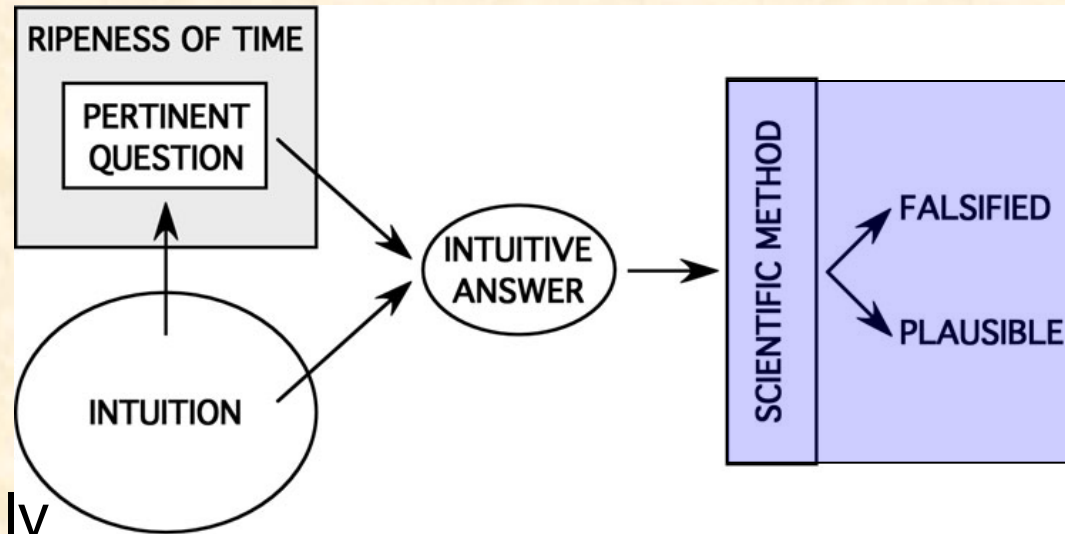 RIPENESS OF TIME
PERTINENT
QUESTION
INTUITION
INTUITIVE
ANSWER
SCIENTIFIC METHOD
FALSIFIED
PLAUSIBLE